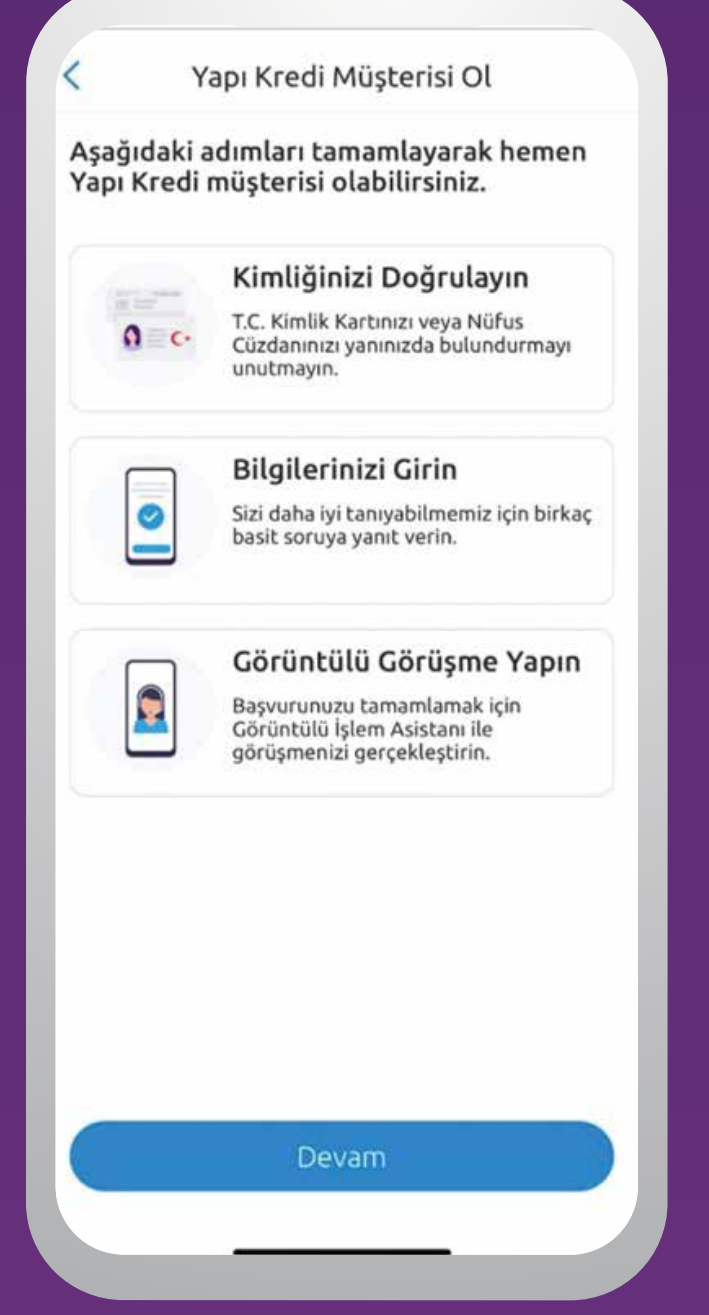 Yapı Kredi Müşterisi Ol
Aşağıdaki adımları tamamlayarak hemen
Yapı Kredi müşterisi olabilirsiniz.
Kimliğinizi Doğrulayın
T.C. Kimlik Kartınızı veya Nüfus
Cüzdanınızı yanınızda bulundurmayı
unutmayın.
Bilgilerinizi Girin
Sizi daha iyi tanıyabilmemiz için birkaç
basit soruya yanıt verin.
Görüntülü Görüşme Yapın
Başvurunuzu tamamlamak için
Görüntülü İşlem Asistanı ile
görüşmenizi gerçekleştirin.
Devam